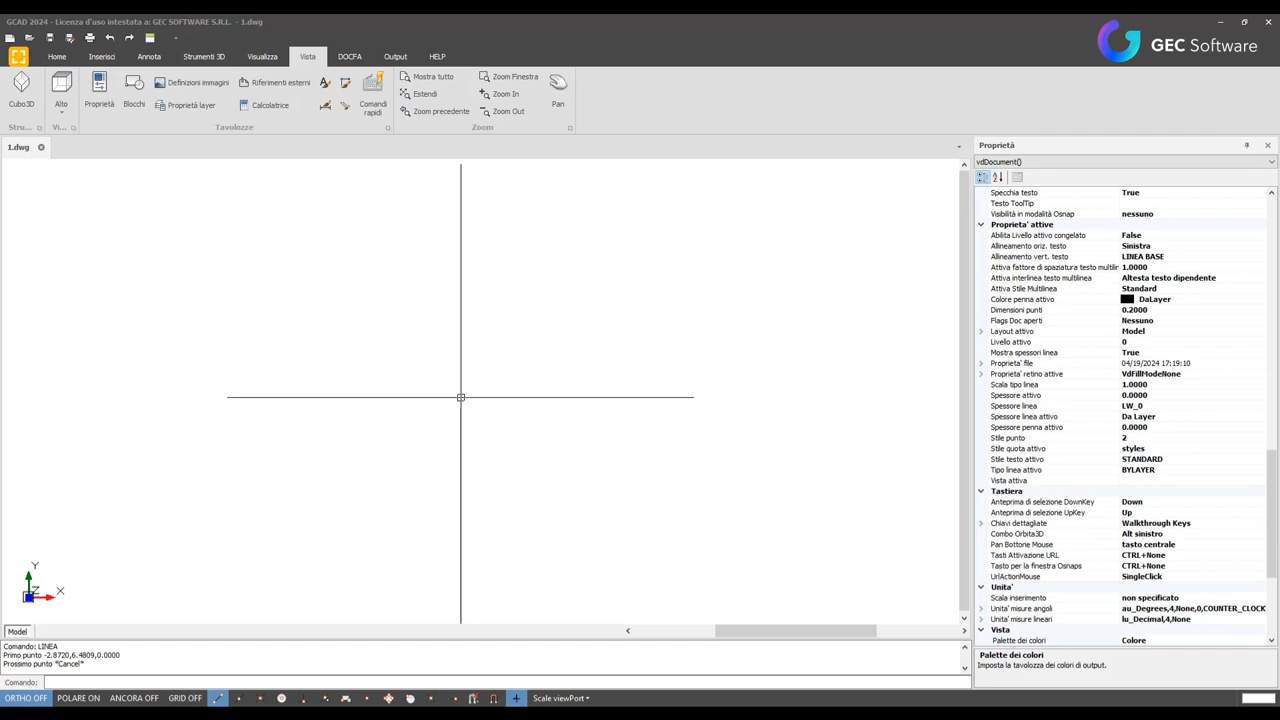 GCAD 2024 - Licenza d'uso intestata a: GEC SOFTWARE S.R.L. - 1.dwg
GEC Software
Home Inserisci Annota Strumenti 3D Visualizza Vista DOCFA Output HELP
Cubo3D
Alto
Proprietà
Blocchi
Definizioni immagini
Proprietà layer
Riferimenti esterni
Calcolatrice
Comandi
rapidi
Mostra tutto
Estendi
Zoom precedente
Zoom Finestra
Zoom In
Zoom Out
Pan
Stru... Vi... Tavolozze Zoom
1.dwg
Proprietà
vdDocument()
Specchia testo True
Testo ToolTip
Visibilità in modalità Osnap nessuno
Proprieta' attive
Abilita Livello attivo congelato False
Allineamento oriz. testo Sinistra
Allineamento vert. testo LINEA BASE
Attiva fattore di spaziatura testo multilin 1.0000
Attiva interlinea testo multilinea Altesta testo dipendente
Attiva Stile Multilinea Standard
Colore penna attivo DaLayer
Dimensioni punti 0.2000
Flags Doc aperti Nessuno
Layout attivo Model
Livello attivo 0
Mostra spessori linea True
Proprieta' file 04/19/2024 17:19:10
Proprieta' retino attive VdFillModeNone
Scala tipo linea 1.0000
Spessore attivo 0.0000
Spessore linea LW_0
Spessore linea attivo Da Layer
Spessore penna attivo 0.0000
Stile punto 2
Stile quota attivo styles
Stile testo attivo STANDARD
Tipo linea attivo BYLAYER
Vista attiva
Tastiera
Anteprima di selezione DownKey Down
Anteprima di selezione UpKey Up
Chiavi dettagliate Walkthrough Keys
Combo Orbita3D Alt sinistro
Pan Bottone Mouse tasto centrale
Tasti Attivazione URL CTRL+None
Tasto per la finestra Osnaps CTRL+None
UrlActionMouse SingleClick
Unita'
Scala inserimento non specificato
Unita' misure angoli au_Degrees,4,None,0,COUNTER_CLOCK
Unita' misure lineari lu_Decimal,4,None
Vista
Palette dei colori Colore
Palette dei colori
Imposta la tavolozza dei colori di output.
Y
Z
X
Model
Comando: LINEA
Primo punto -2.8720,6.4809,0.0000
Prossimo punto *Cancel*
Comando:
ORTHO OFF POLARE ON ANCORA OFF GRID OFF Scale viewPort